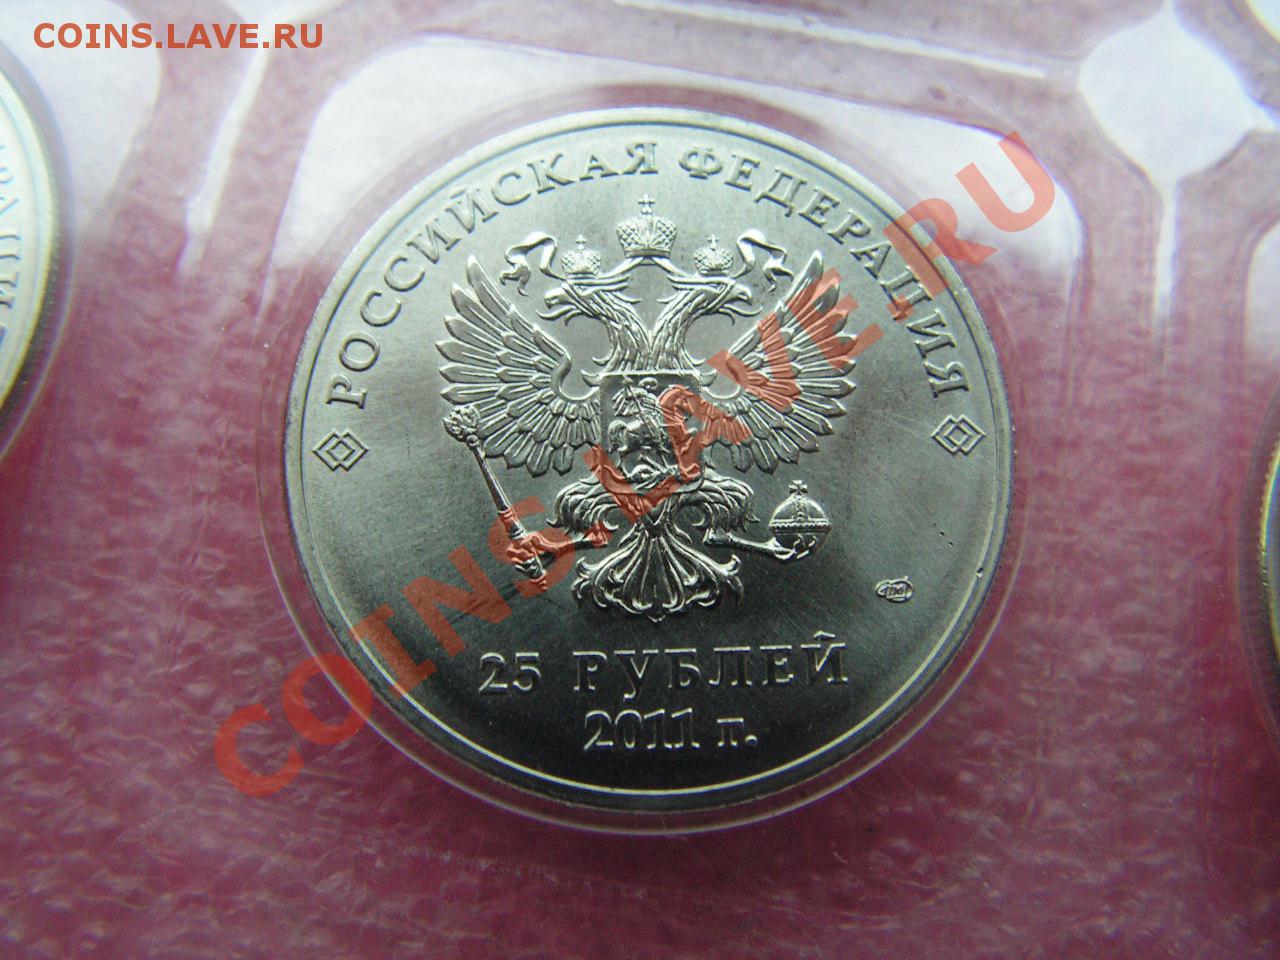 COINS.LAVE.RU
РОССИЙСКАЯ ФЕДЕРАЦИЯ
COINS.LAVE.RU
25 РУБЛЕЙ
2011 г.